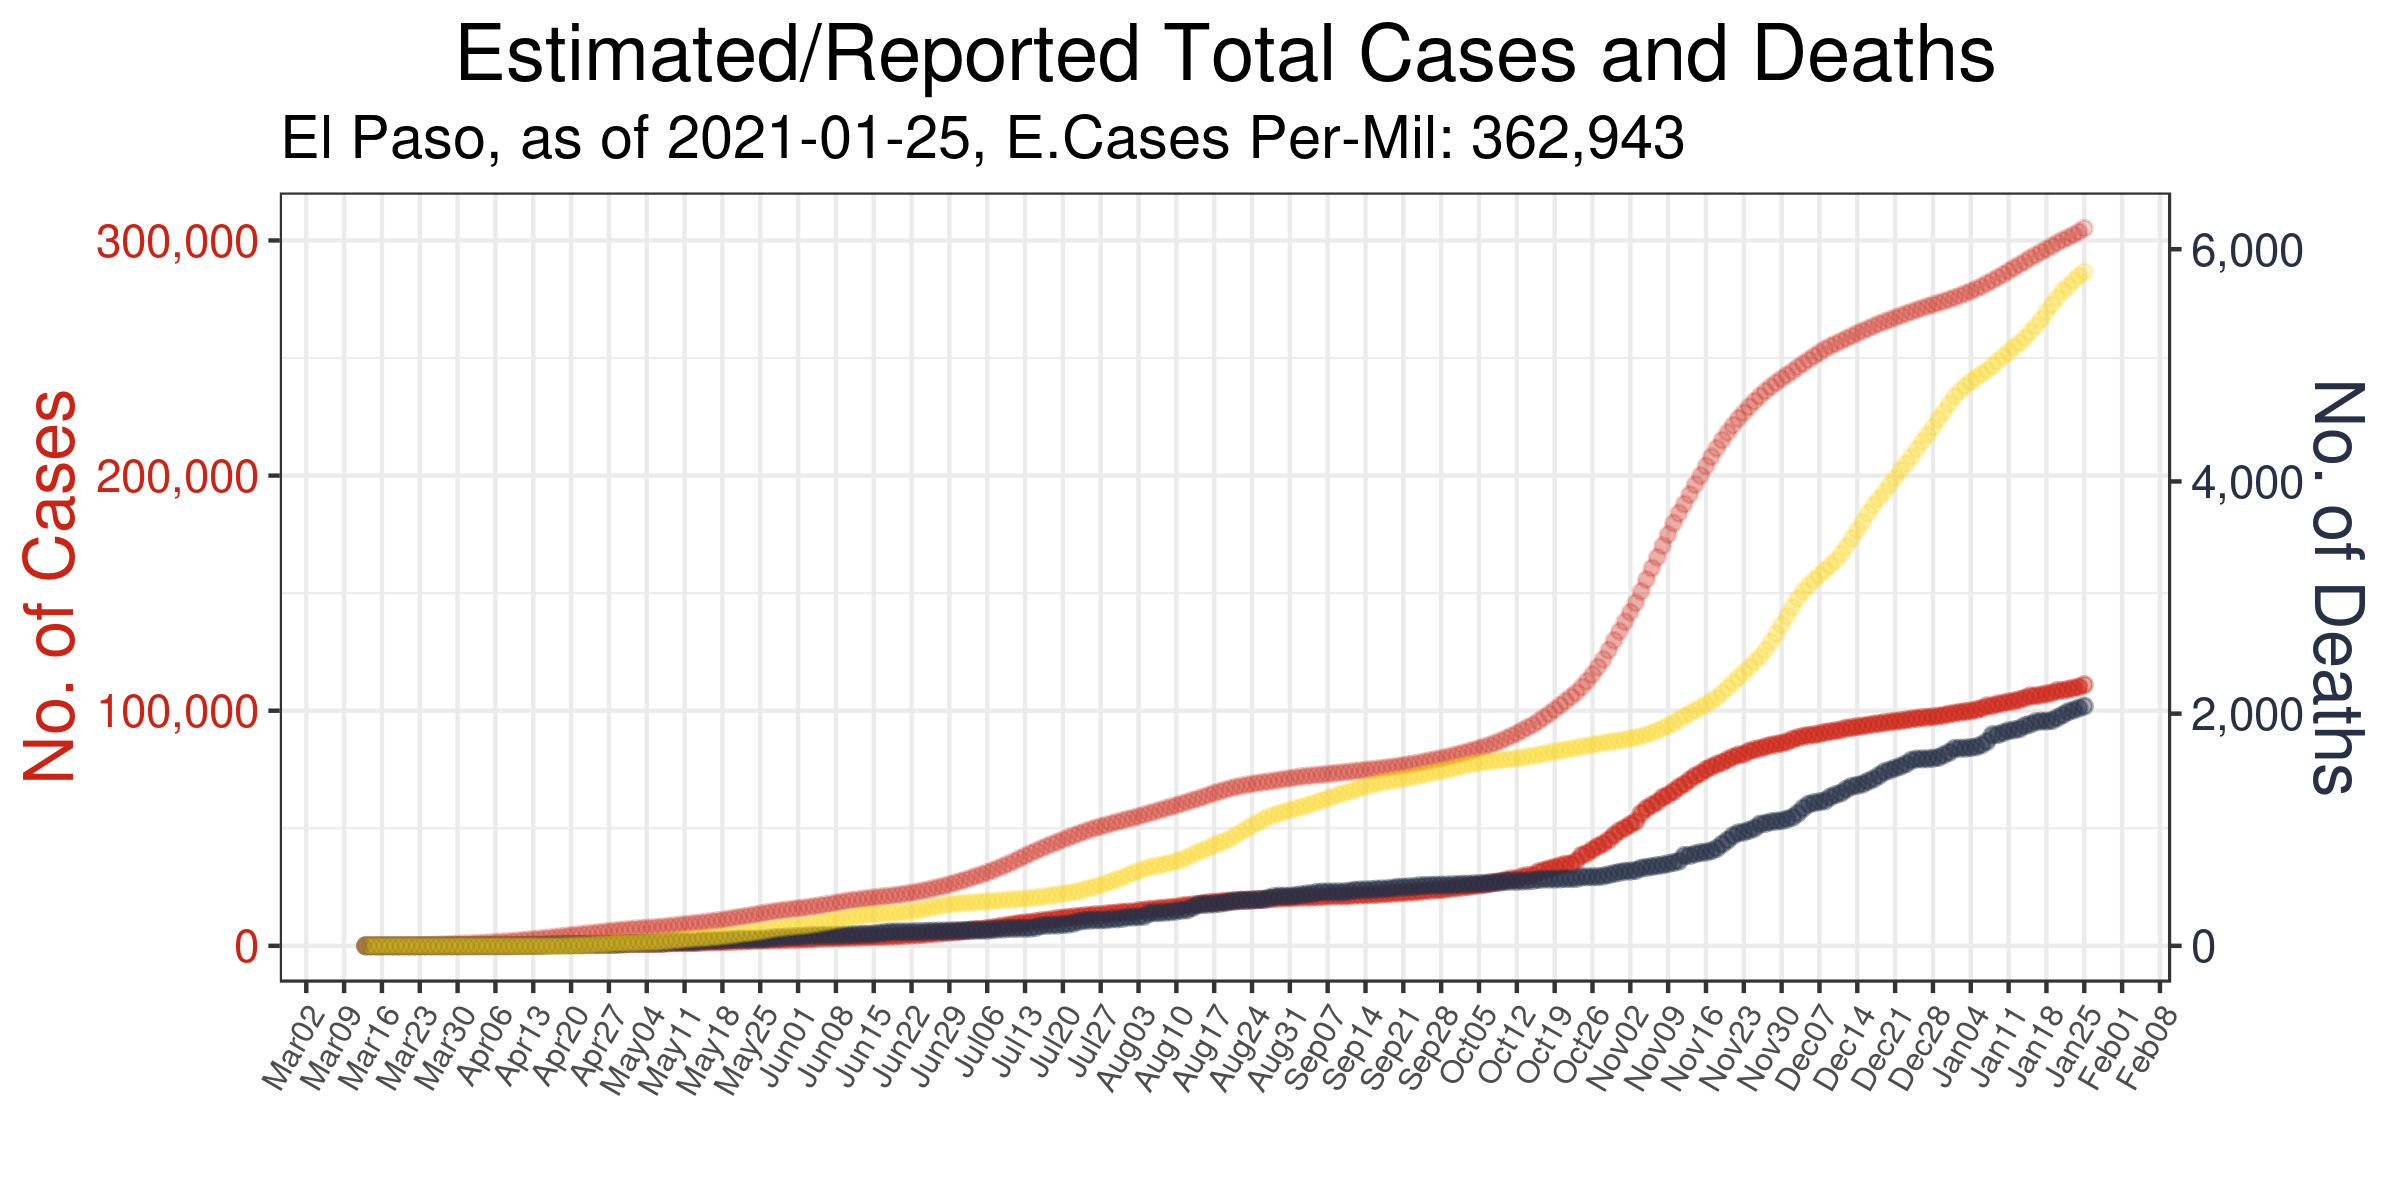 Estimated/Reported Total Cases and Deaths
El Paso, as of 2021-01-25, E.Cases Per-Mil: 362,943
No. of Cases
300,000
200,000
100,000
0
6,000
4,000
2,000
0
No. of Deaths
Mar02
Mar09
Mar16
Mar23
Mar30
Apr06
Apr13
Apr20
Apr27
May04
May11
May18
May25
Jun01
Jun08
Jun15
Jun22
Jun29
Jul06
Jul13
Jul20
Jul27
Aug03
Aug10
Aug17
Aug24
Aug31
Sep07
Sep14
Sep21
Sep28
Oct05
Oct12
Oct19
Oct26
Nov02
Nov09
Nov16
Nov23
Nov30
Dec07
Dec14
Dec21
Dec28
Jan04
Jan11
Jan18
Jan25
Feb01
Feb08